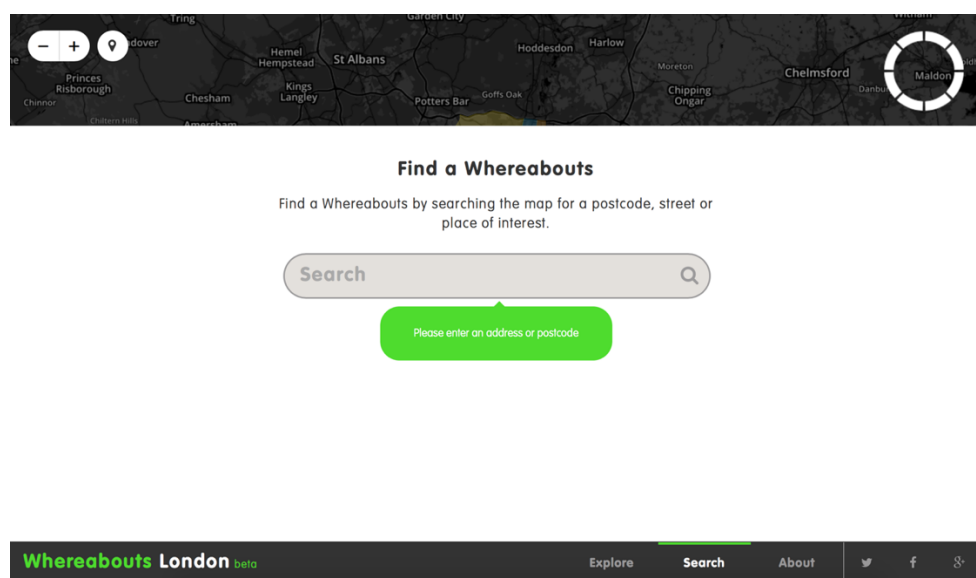 Tring
Garden City
Witham
dover
Hemel
Hempstead
St Albans
Hoddesdon
Harlow
Princes
Risborough
Chesham
Kings
Langley
Potters Bar
Goffs Oak
Moreton
Chipping
Ongar
Chelmsford
Maldon
Chinnor
Chiltern Hills
Amersham
Danbu
Find a Whereabouts
Find a Whereabouts by searching the map for a postcode, street or
place of interest.
Search
Please enter an address or postcode
Whereabouts London beta
Explore
Search
About